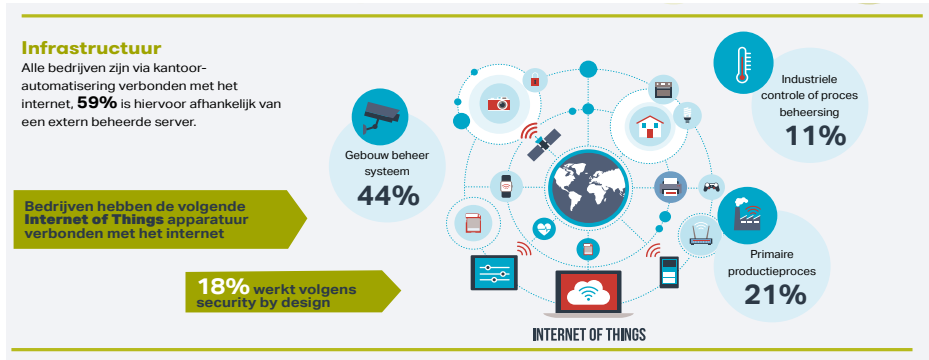 Infrastructuur
Alle bedrijven zijn via kantoor-
automatisering verbonden met het
internet, 59% is hiervoor afhankelijk van
een extern beheerde server.
Gebouw beheer
systeem
44%
Industriele
controle of proces
beheersing
11%
Bedrijven hebben de volgende
Internet of Things apparatuur
verbonden met het internet
Primaire
productieproces
21%
18% werkt volgens
security by design
INTERNET OF THINGS